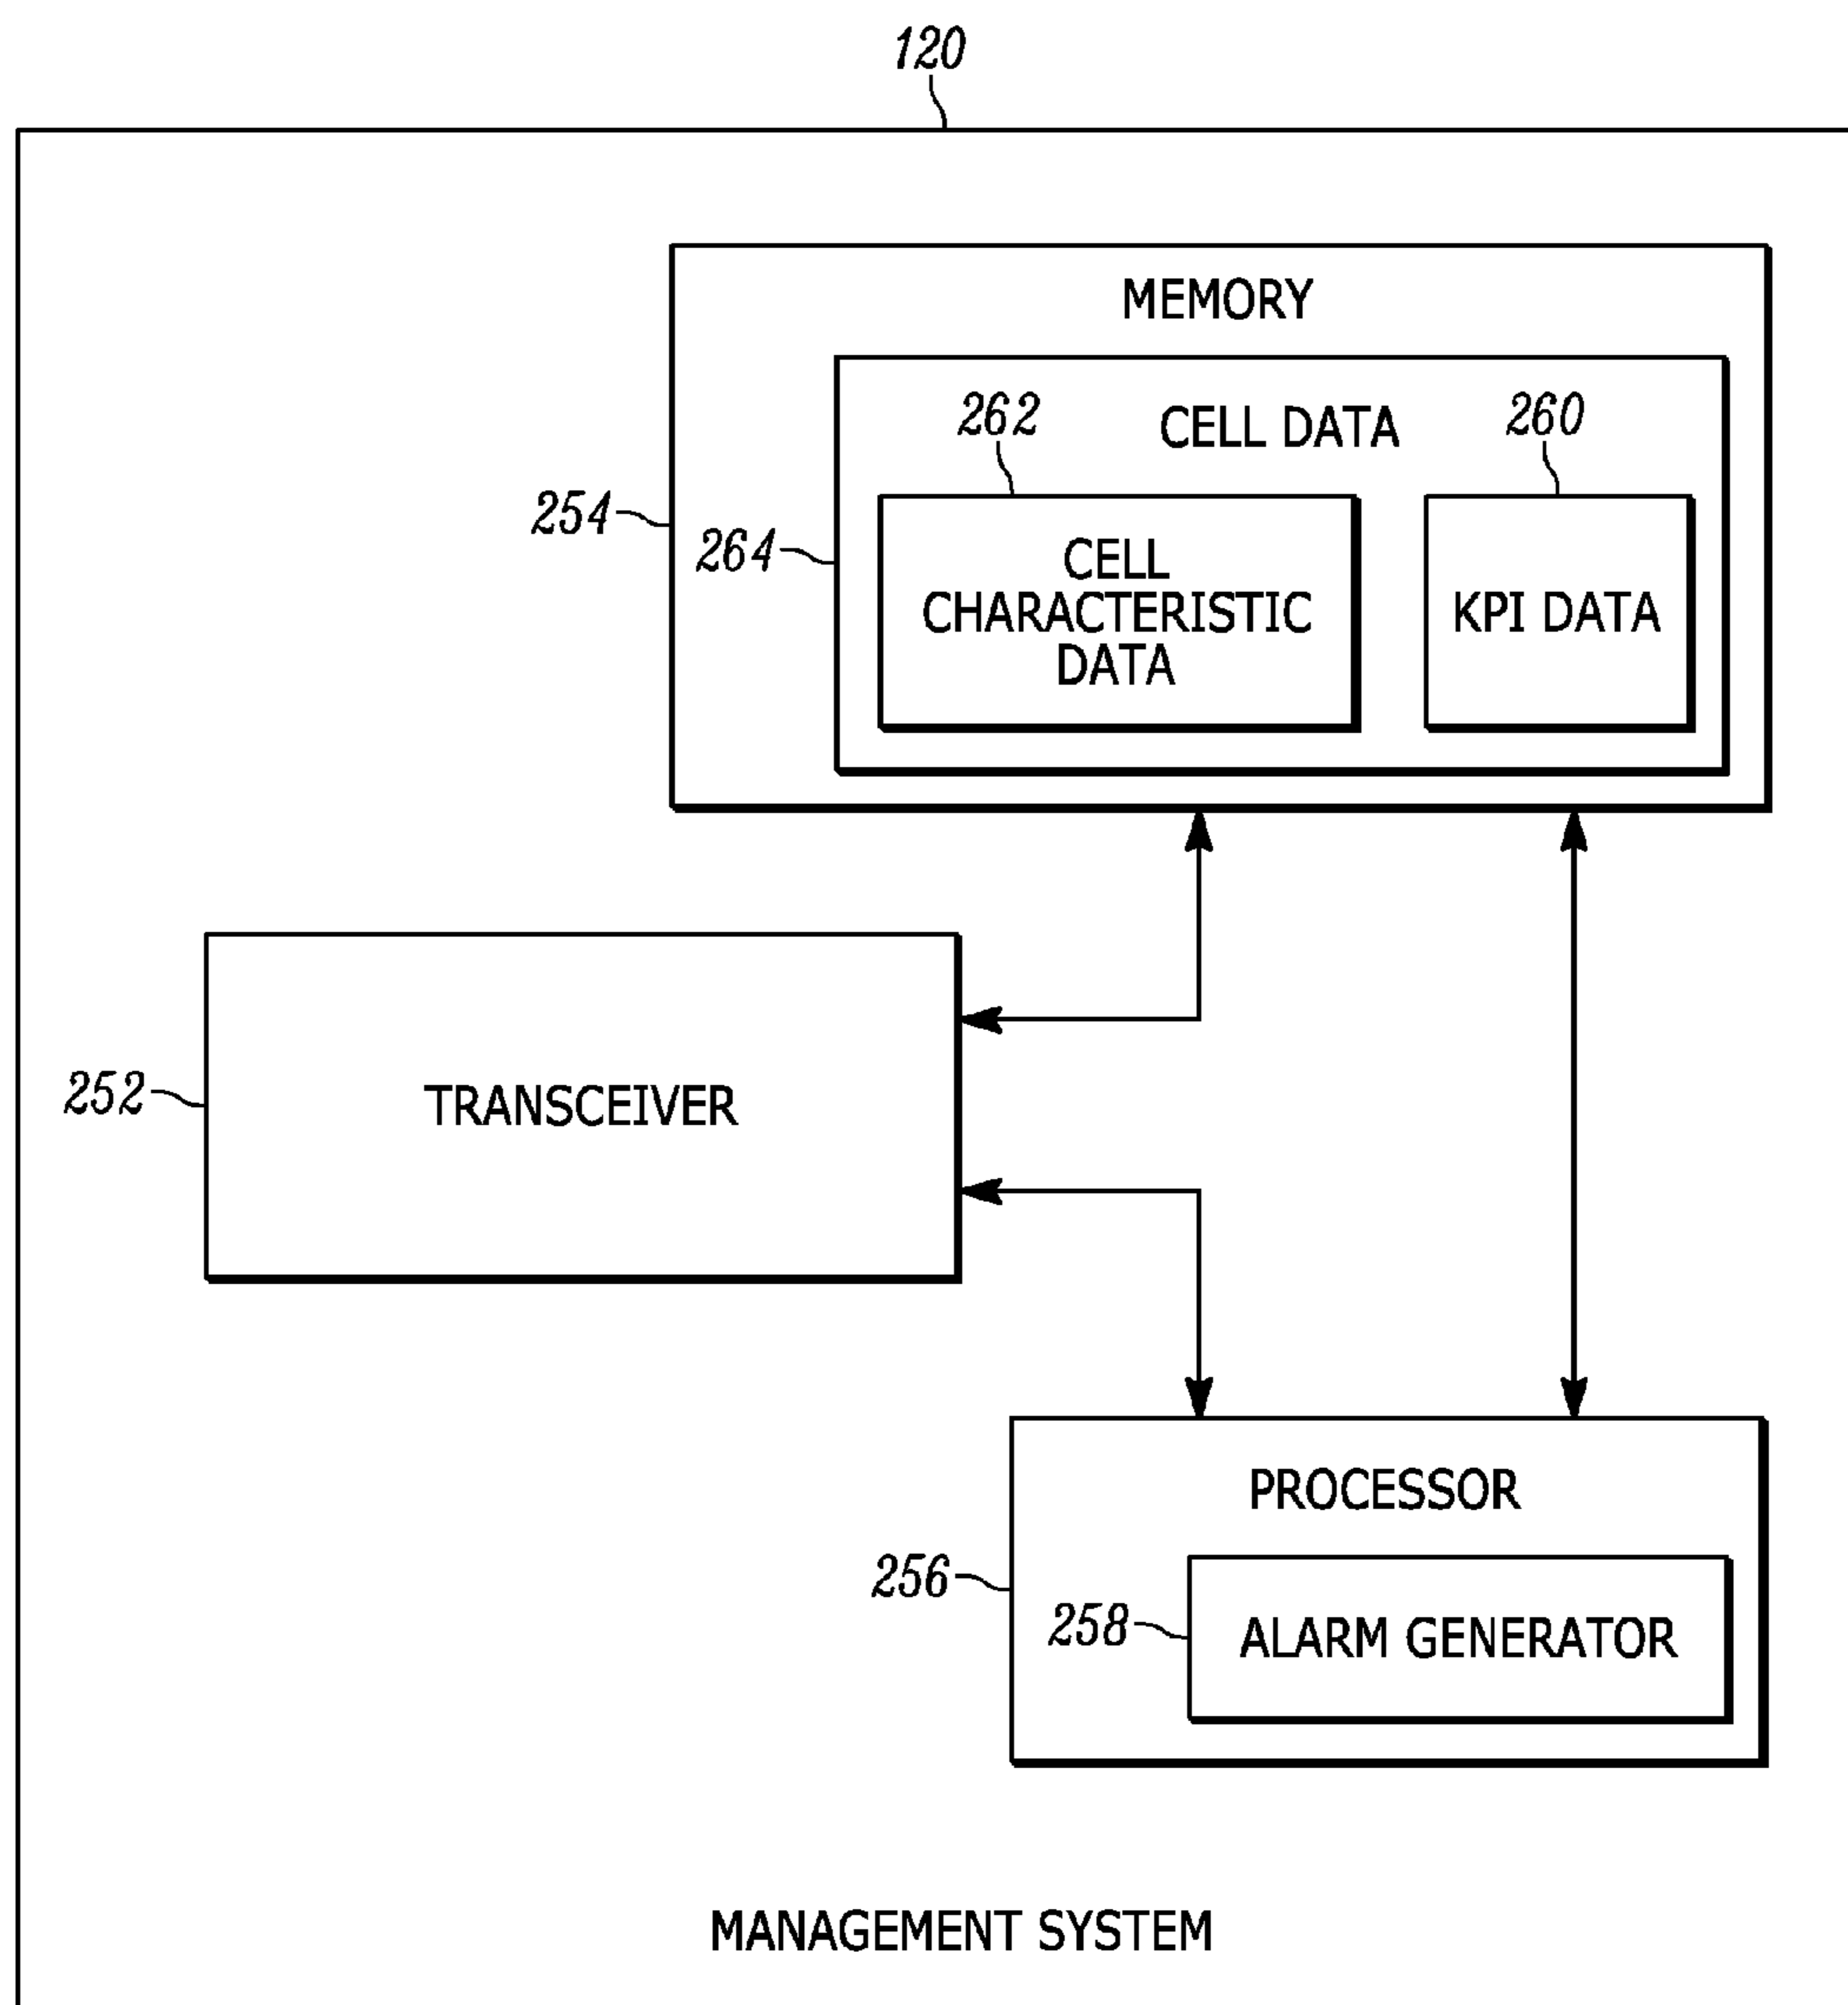 120
MEMORY
CELL DATA
262
260
254
264
CELL
CHARACTERISTIC
DATA
KPI DATA
252
TRANSCEIVER
PROCESSOR
256
258
ALARM GENERATOR
MANAGEMENT SYSTEM